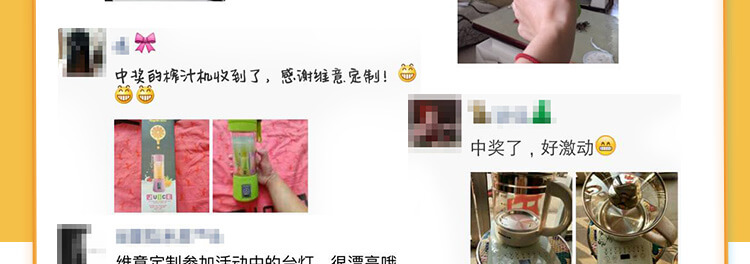 中奖的榨汁机收到了，感谢维意定制！
JUICE
中奖了，好激动
维意定制参加活动中的台灯，很漂亮哦